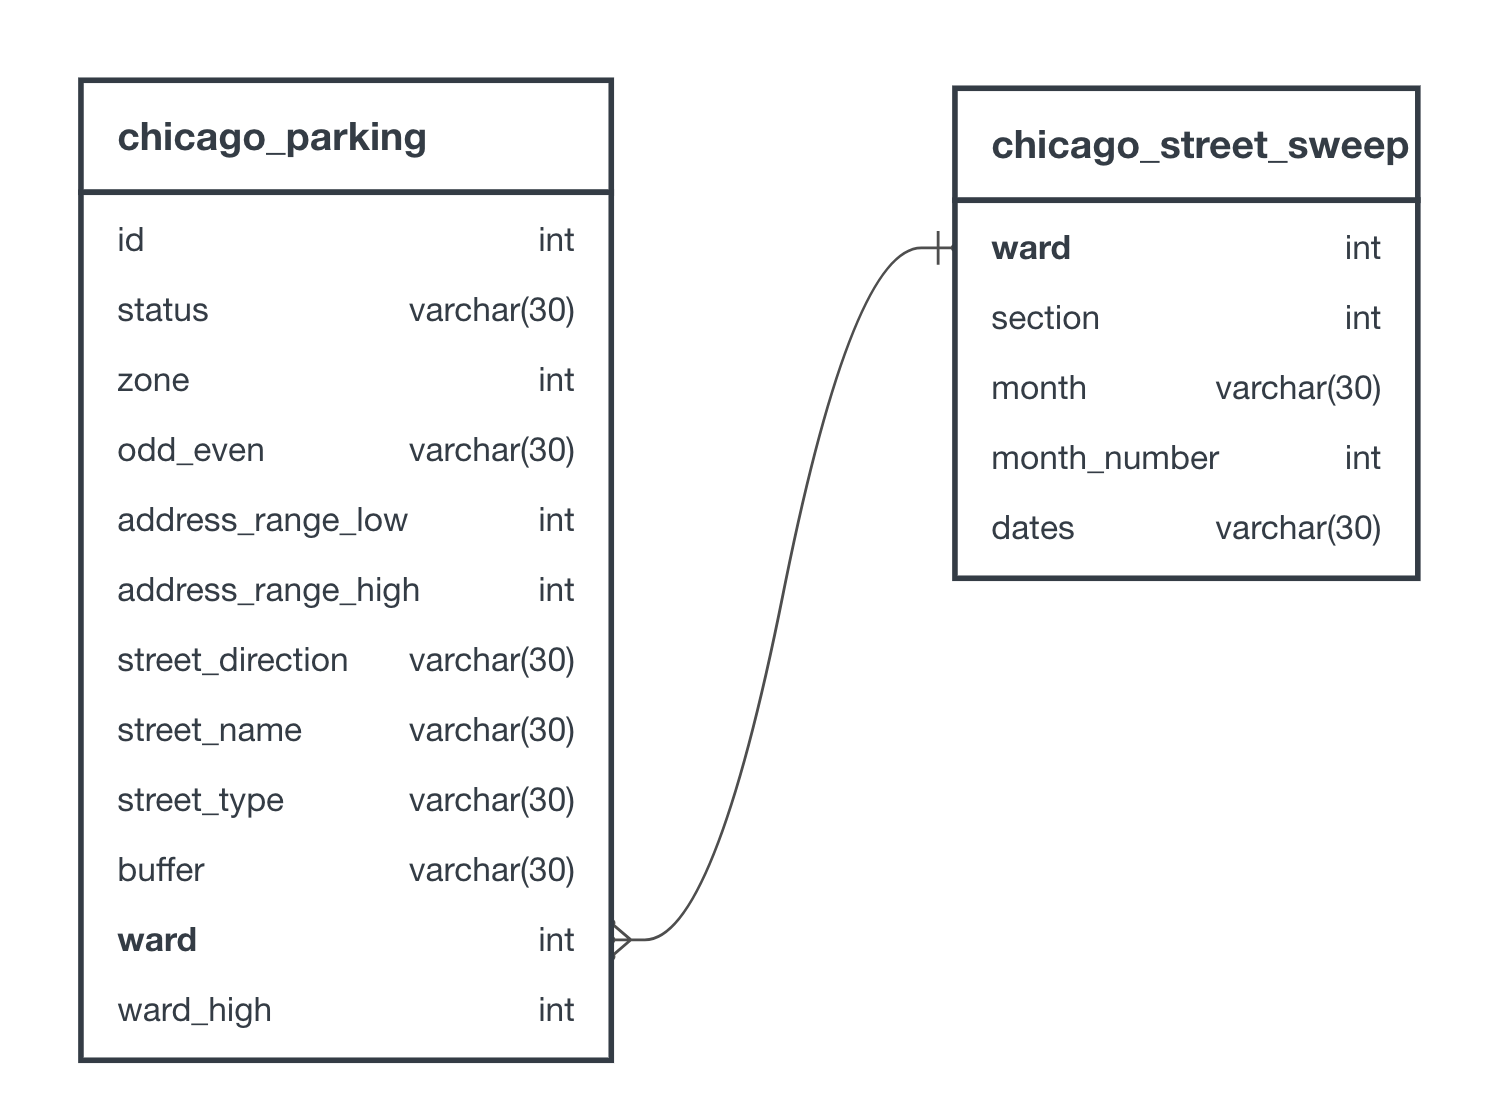 chicago_parking
id int
status varchar(30)
zone int
odd_even varchar(30)
address_range_low int
address_range_high int
street_direction varchar(30)
street_name varchar(30)
street_type varchar(30)
buffer varchar(30)
ward int
ward_high int
chicago_street_sweep
ward int
section int
month varchar(30)
month_number int
dates varchar(30)